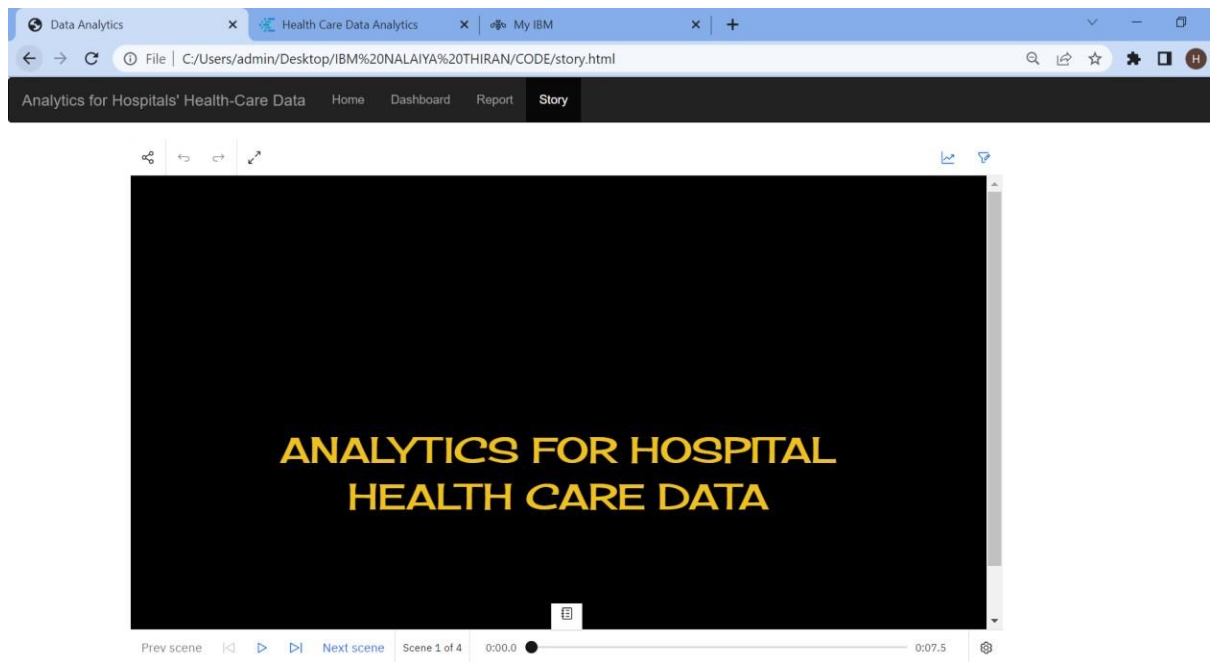 Data Analytics Health Care Data Analytics My IBM
File C:/Users/admin/Desktop/IBM%20NALAIYA%20THIRAN/CODE/story.html H
Analytics for Hospitals' Health-Care Data Home Dashboard Report Story
ANALYTICS FOR HOSPITAL
HEALTH CARE DATA
Prev scene Next scene Scene 1 of 4 0:00.0 0:07.5